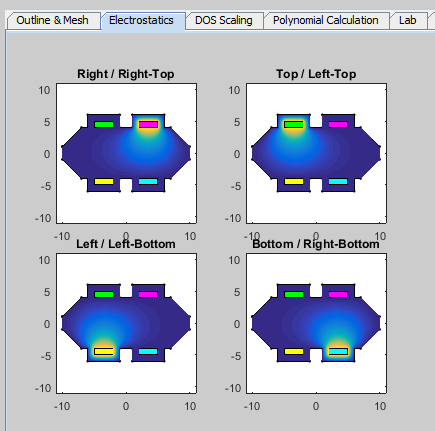 Outline & Mesh Electrostatics DOS Scaling Polynomial Calculation Lab
Right / Right-Top Top / Left-Top
10 10
5 5
0 0
-5 -5
-10 -10
-10 0 10 -10 0 10
Left / Left-Bottom Bottom / Right-Bottom
10 10
5 5
0 0
-5 -5
-10 -10
-10 0 10 -10 0 10